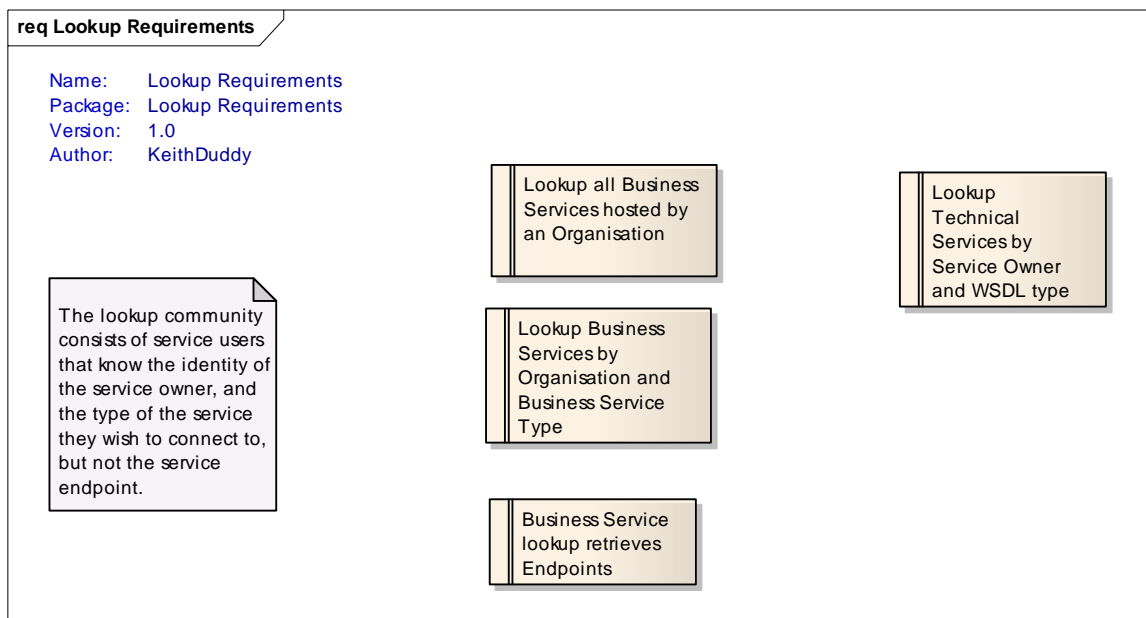 req Lookup Requirements
Name: Lookup Requirements
Package: Lookup Requirements
Version: 1.0
Author: KeithDuddy
The lookup community
consists of service users
that know the identity of
the service owner, and
the type of the service
they wish to connect to,
but not the service
endpoint.
Lookup all Business
Services hosted by
an Organisation
Lookup Business
Services by
Organisation and
Business Service
Type
Business Service
lookup retrieves
Endpoints
Lookup
Technical
Services by
Service Owner
and WSDL type